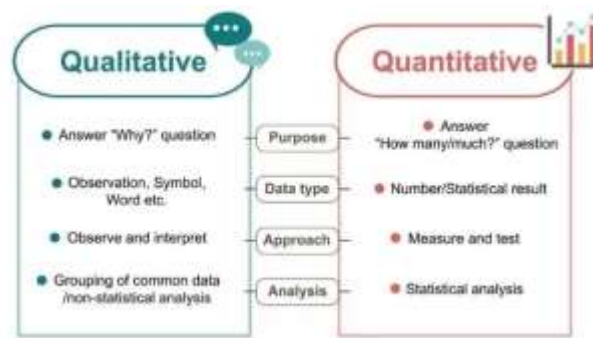 Qualitative
Quantitative
Answer "Why?" question
Purpose
Answer
"How many/much?" question
Observation, Symbol,
Word etc.
Data type
Number/Statistical result
Observe and interpret
Approach
Measure and test
Grouping of common data
/non-statistical analysis
Analysis
Statistical analysis